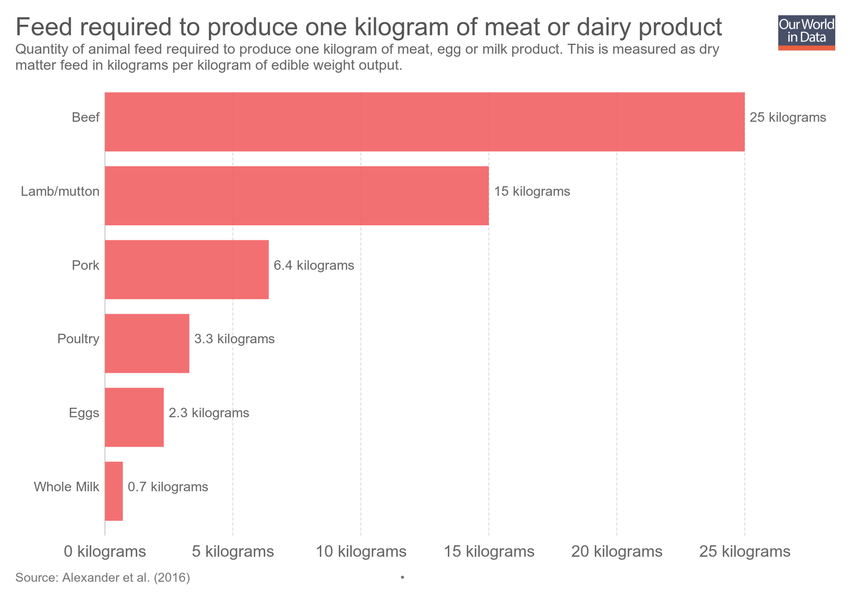 Feed required to produce one kilogram of meat or dairy product
Our World
in Data
Quantity of animal feed required to produce one kilogram of meat, egg or milk product. This is measured as dry
matter feed in kilograms per kilogram of edible weight output.
Beef
25 kilograms
Lamb/mutton
15 kilograms
Pork
6.4 kilograms
Poultry
3.3 kilograms
Eggs
2.3 kilograms
Whole Milk
0.7 kilograms
0 kilograms
5 kilograms
10 kilograms
15 kilograms
20 kilograms
25 kilograms
Source: Alexander et al. (2016)
•